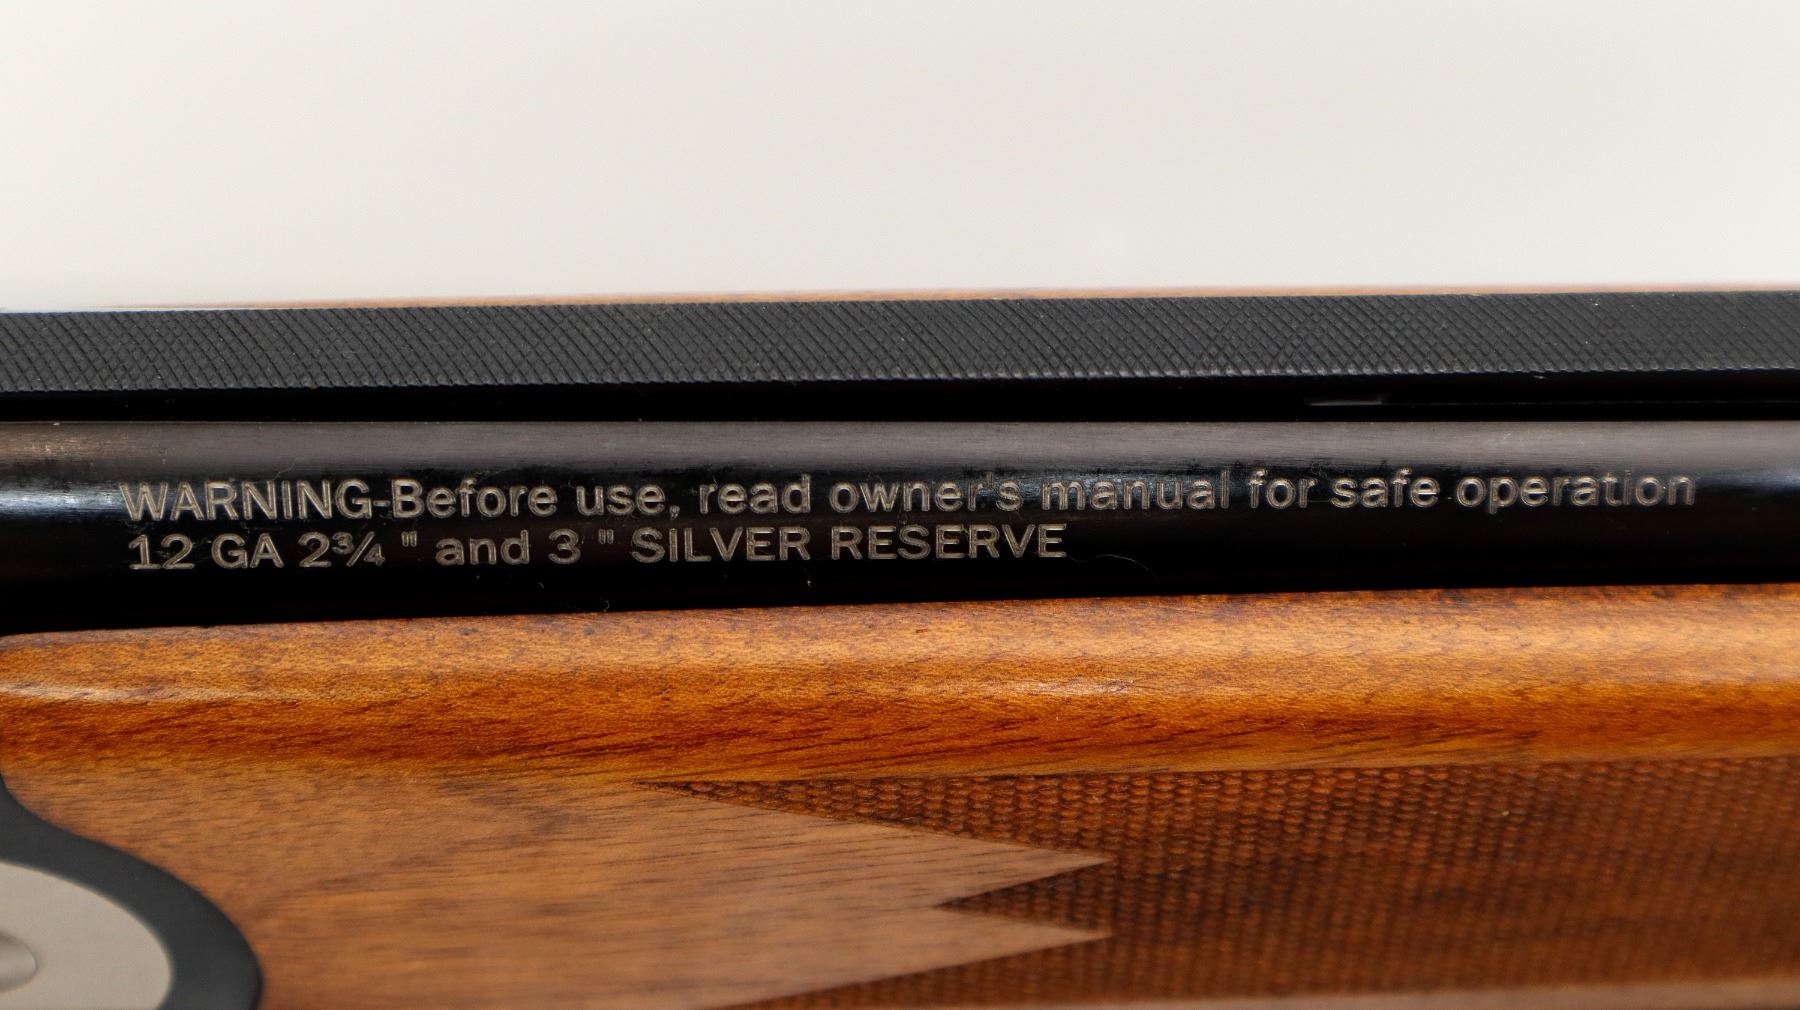 WARNING-Before use, read owner's manual for safe operation
12 GA 2¾ " and 3 " SILVER RESERVE